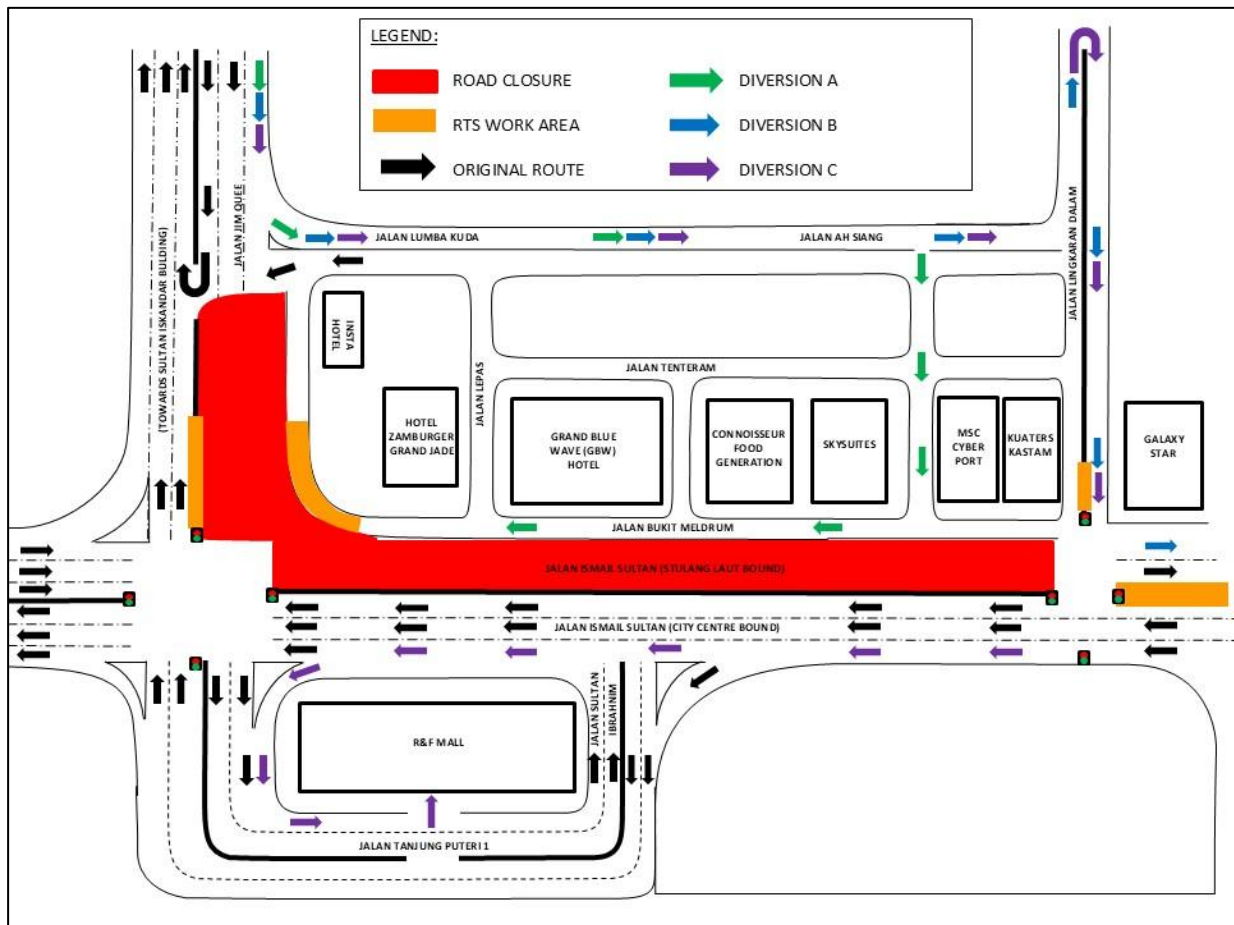 LEGEND:
ROAD CLOSURE
DIVERSION A
RTS WORK AREA
DIVERSION B
ORIGINAL ROUTE
DIVERSION C
(TOWARDS SULTAN ISKANDAR BULDING)
JALAN JIM QUEE
JALAN LUMBA KUDA
JALAN AH SIANG
JALAN LINGKARAN DALAM
INSTA
HOTEL
JALAN LEPAS
JALAN TENTERAM
HOTEL
ZAMBURGER
GRAND JADE
GRAND BLUE
WAVE (GBW)
HOTEL
CONNOISSEUR
FOOD
GENERATION
SKYSUITES
MSC
CYBER
PORT
KUATERS
KASTAM
GALAXY
STAR
JALAN BUKIT MELDRUM
JALAN ISMAIL SULTAN (STULANG LAUT BOUND)
JALAN ISMAIL SULTAN (CITY CENTRE BOUND)
JALAN SULTAN
IBRAHNIM
R&F MALL
JALAN TANJUNG PUTERI 1